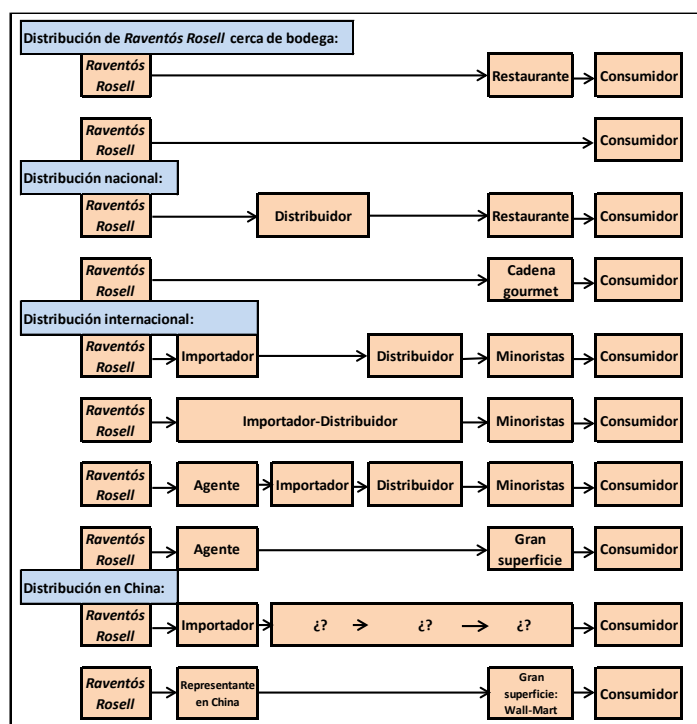 Distribución de Raventós Rosell cerca de bodega:
Raventós
Rosell
Restaurante
Consumidor
Raventós
Rosell
Consumidor
Distribución nacional:
Raventós
Rosell
Distribuidor
Restaurante
Consumidor
Raventós
Rosell
Cadena
gourmet
Consumidor
Distribución internacional:
Raventós
Rosell
Importador
Distribuidor
Minoristas
Consumidor
Raventós
Rosell
Importador-Distribuidor
Minoristas
Consumidor
Raventós
Rosell
Agente
Importador
Distribuidor
Minoristas
Consumidor
Raventós
Rosell
Agente
Gran
superficie
Consumidor
Distribución en China:
Raventós
Rosell
Importador
¿?
¿?
¿?
Consumidor
Raventós
Rosell
Representante
en China
Gran
superficie:
Wall-Mart
Consumidor